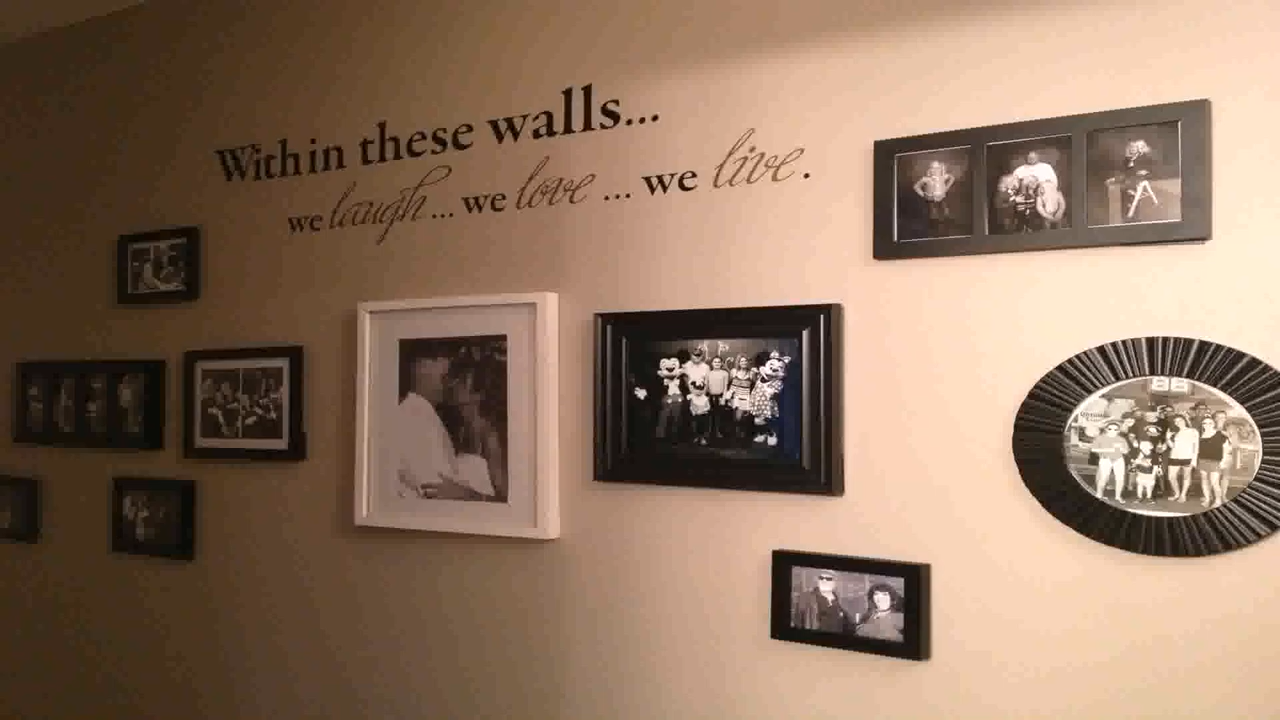 Within these walls...
we laugh... we love ... we live.